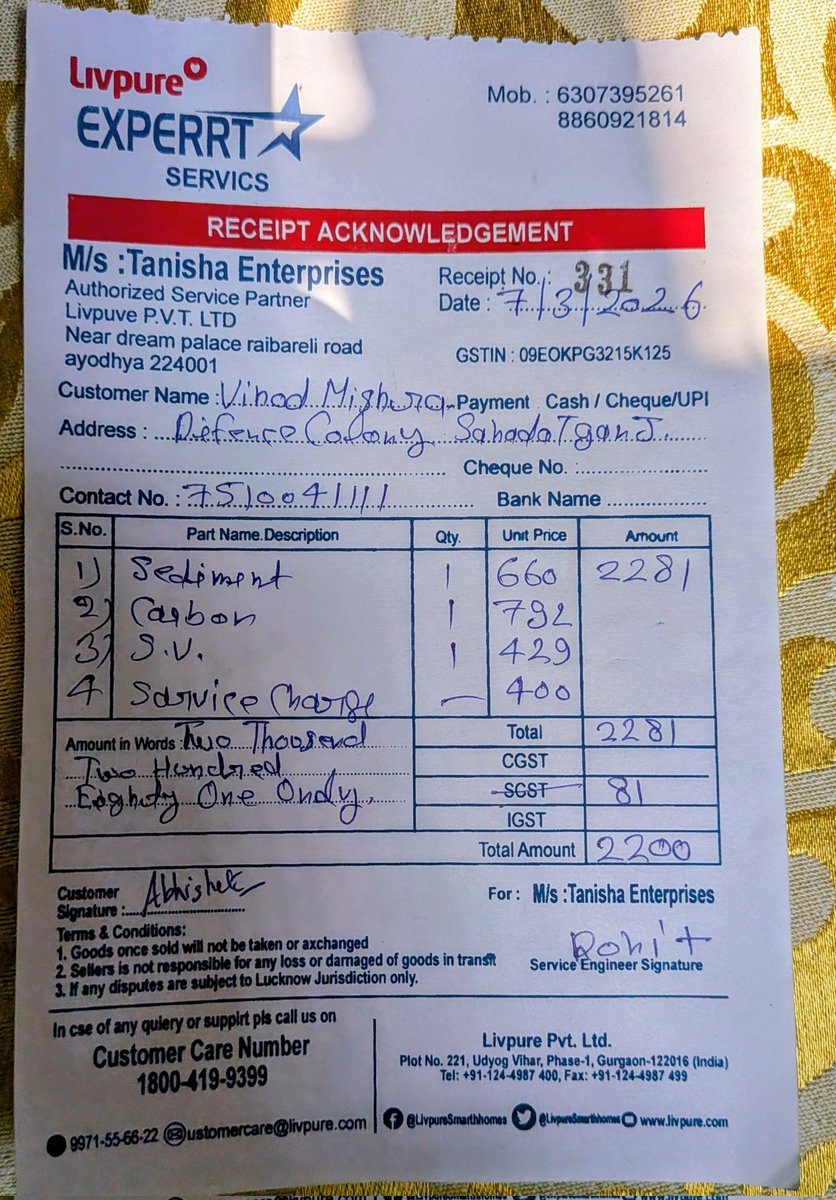 Livpure
EXPERRT
SERVICS
Mob. : 6307395261
8860921814
RECEIPT ACKNOWLEDGEMENT
M/s :Tanisha Enterprises
Authorized Service Partner
Livpuve P.V.T. LTD
Near dream palace raibareli road
ayodhya 224001
Receipt No. : 331
Date : 7/3/2026
GSTIN : 09EOKPG3215K125
Customer Name : Vinod Mishura Payment Cash / Cheque/UPI
Address : Defence Colony SahadaTganJ.
Cheque No. :
Contact No. : 7510041111 Bank Name
S.No. Part Name.Description Qty. Unit Price Amount
1) Sediment 1 660 2281
2) Carbon 1 792
3) S.V. 1 429
4 Sarvice Charge — 400
Amount in Words : Two Thousend
Two Hundred
Eighuty One Ondy.
Total 2281
CGST
SGST 81
IGST
Total Amount 2200
Customer
Signature : Abhishek
For : M/s :Tanisha Enterprises
Rohit
Service Engineer Signature
Terms & Conditions:
1. Goods once sold will not be taken or axchanged
2. Sellers is not responsible for any loss or damaged of goods in transit
3. If any disputes are subject to Lucknow Jurisdiction only.
In cse of any quiery or suppirt pls call us on
Customer Care Number
1800-419-9399
9971-55-66-22 ustomercare@livpure.com
Livpure Pvt. Ltd.
Plot No. 221, Udyog Vihar, Phase-1, Gurgaon-122016 (India)
Tel: +91-124-4987 400, Fax: +91-124-4987 499
@LivpureSmarthhomes @LivpureSmarthhomes www.livpure.com